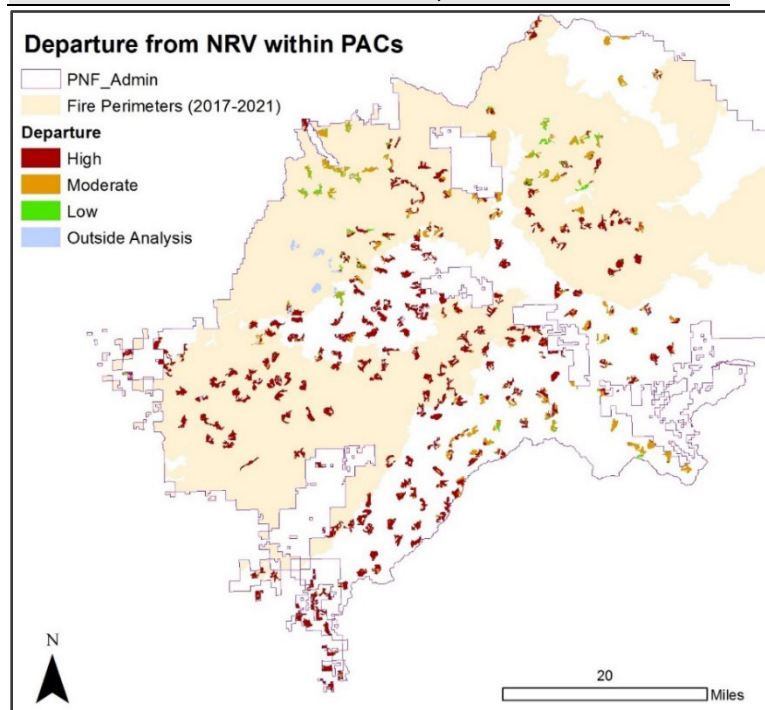 Departure from NRV within PACs
PNF_Admin
Fire Perimeters (2017-2021)
Departure
High
Moderate
Low
Outside Analysis
N
20
Miles